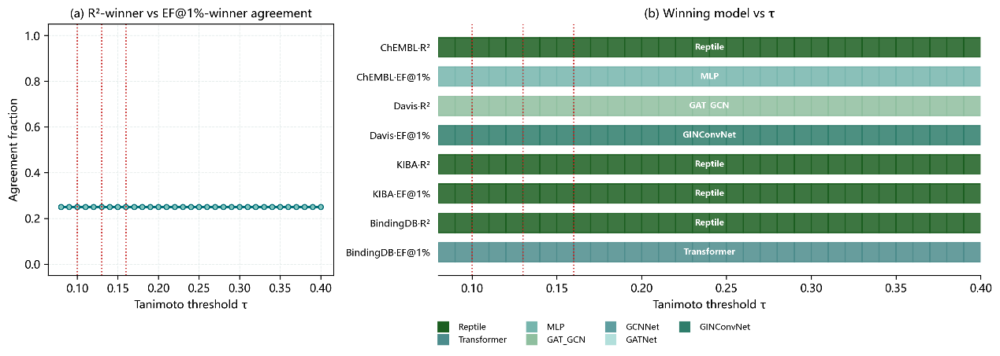 (a) R²-winner vs EF@1%-winner agreement
1.0
0.8
0.6
0.4
0.2
0.0
Agreement fraction
0.10 0.15 0.20 0.25 0.30 0.35 0.40
Tanimoto threshold τ
(b) Winning model vs τ
ChEMBL·R² Reptile
ChEMBL·EF@1% MLP
Davis·R² GAT_GCN
Davis·EF@1% GINConvNet
KIBA·R² Reptile
KIBA·EF@1% Reptile
BindingDB·R² Reptile
BindingDB·EF@1% Transformer
0.10 0.15 0.20 0.25 0.30 0.35 0.40
Tanimoto threshold τ
Reptile MLP GCNNet GINConvNet
Transformer GAT_GCN GATNet